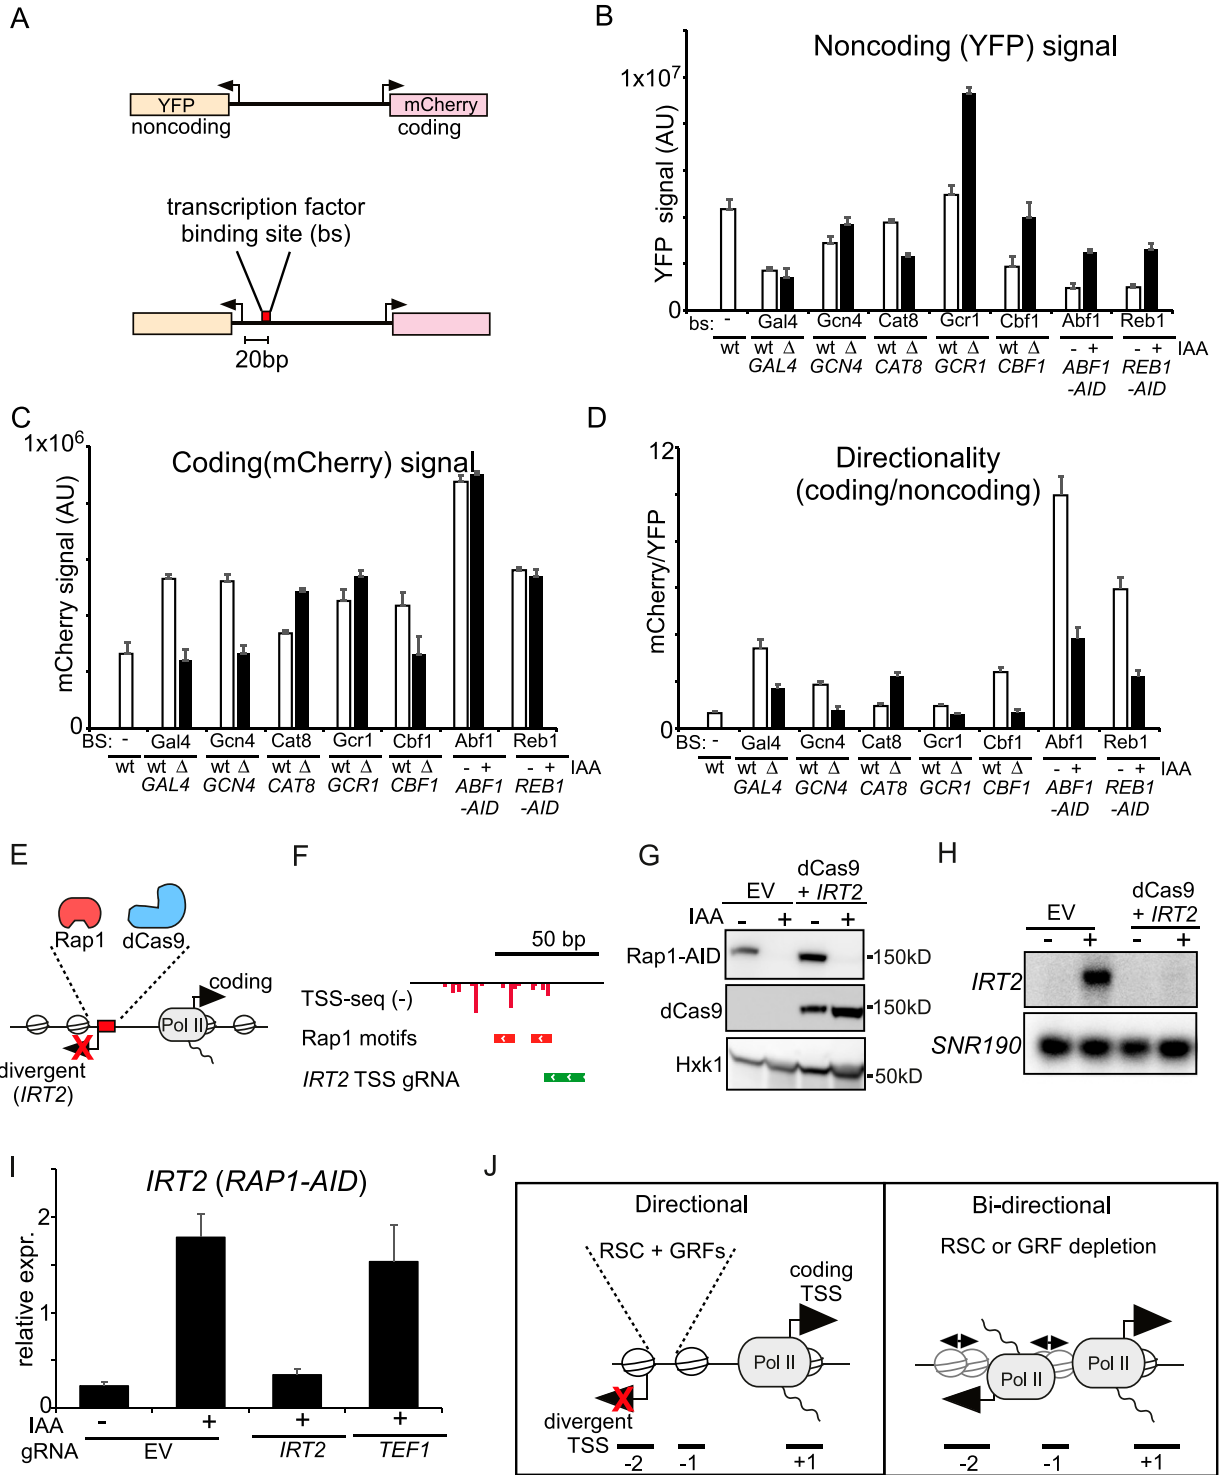 A
YFP
noncoding
mCherry
coding
transcription factor
binding site (bs)
20bp
B
Noncoding (YFP) signal
1x10⁷
YFP signal (AU)
0
bs: - Gal4 Gcn4 Cat8 Gcr1 Cbf1 Abf1 Reb1
wt wt Δ wt Δ wt Δ wt Δ wt Δ - + - + IAA
GAL4 GCN4 CAT8 GCR1 CBF1 ABF1 REB1
-AID -AID
C
Coding(mCherry) signal
1x10⁶
mCherry signal (AU)
0
BS: - Gal4 Gcn4 Cat8 Gcr1 Cbf1 Abf1 Reb1
wt wt Δ wt Δ wt Δ wt Δ wt Δ - + - + IAA
GAL4 GCN4 CAT8 GCR1 CBF1 ABF1 REB1
-AID -AID
D
Directionality
(coding/noncoding)
12
mCherry/YFP
0
BS: - Gal4 Gcn4 Cat8 Gcr1 Cbf1 Abf1 Reb1
wt wt Δ wt Δ wt Δ wt Δ wt Δ - + - + IAA
GAL4 GCN4 CAT8 GCR1 CBF1 ABF1 REB1
-AID -AID
E
Rap1 dCas9
coding
Pol II
X
divergent
(IRT2)
F
50 bp
TSS-seq (-)
Rap1 motifs
IRT2 TSS gRNA
G
dCas9
EV + IRT2
IAA - + - +
Rap1-AID -150kD
dCas9 -150kD
Hxk1 -50kD
H
dCas9
EV + IRT2
- + - +
IRT2
SNR190
I
IRT2 (RAP1-AID)
2
1
0
relative expr.
IAA - + + +
gRNA EV IRT2 TEF1
J
Directional
RSC + GRFs
coding
TSS
Pol II
X
divergent
TSS
-2 -1 +1
Bi-directional
RSC or GRF depletion
Pol II Pol II
-2 -1 +1